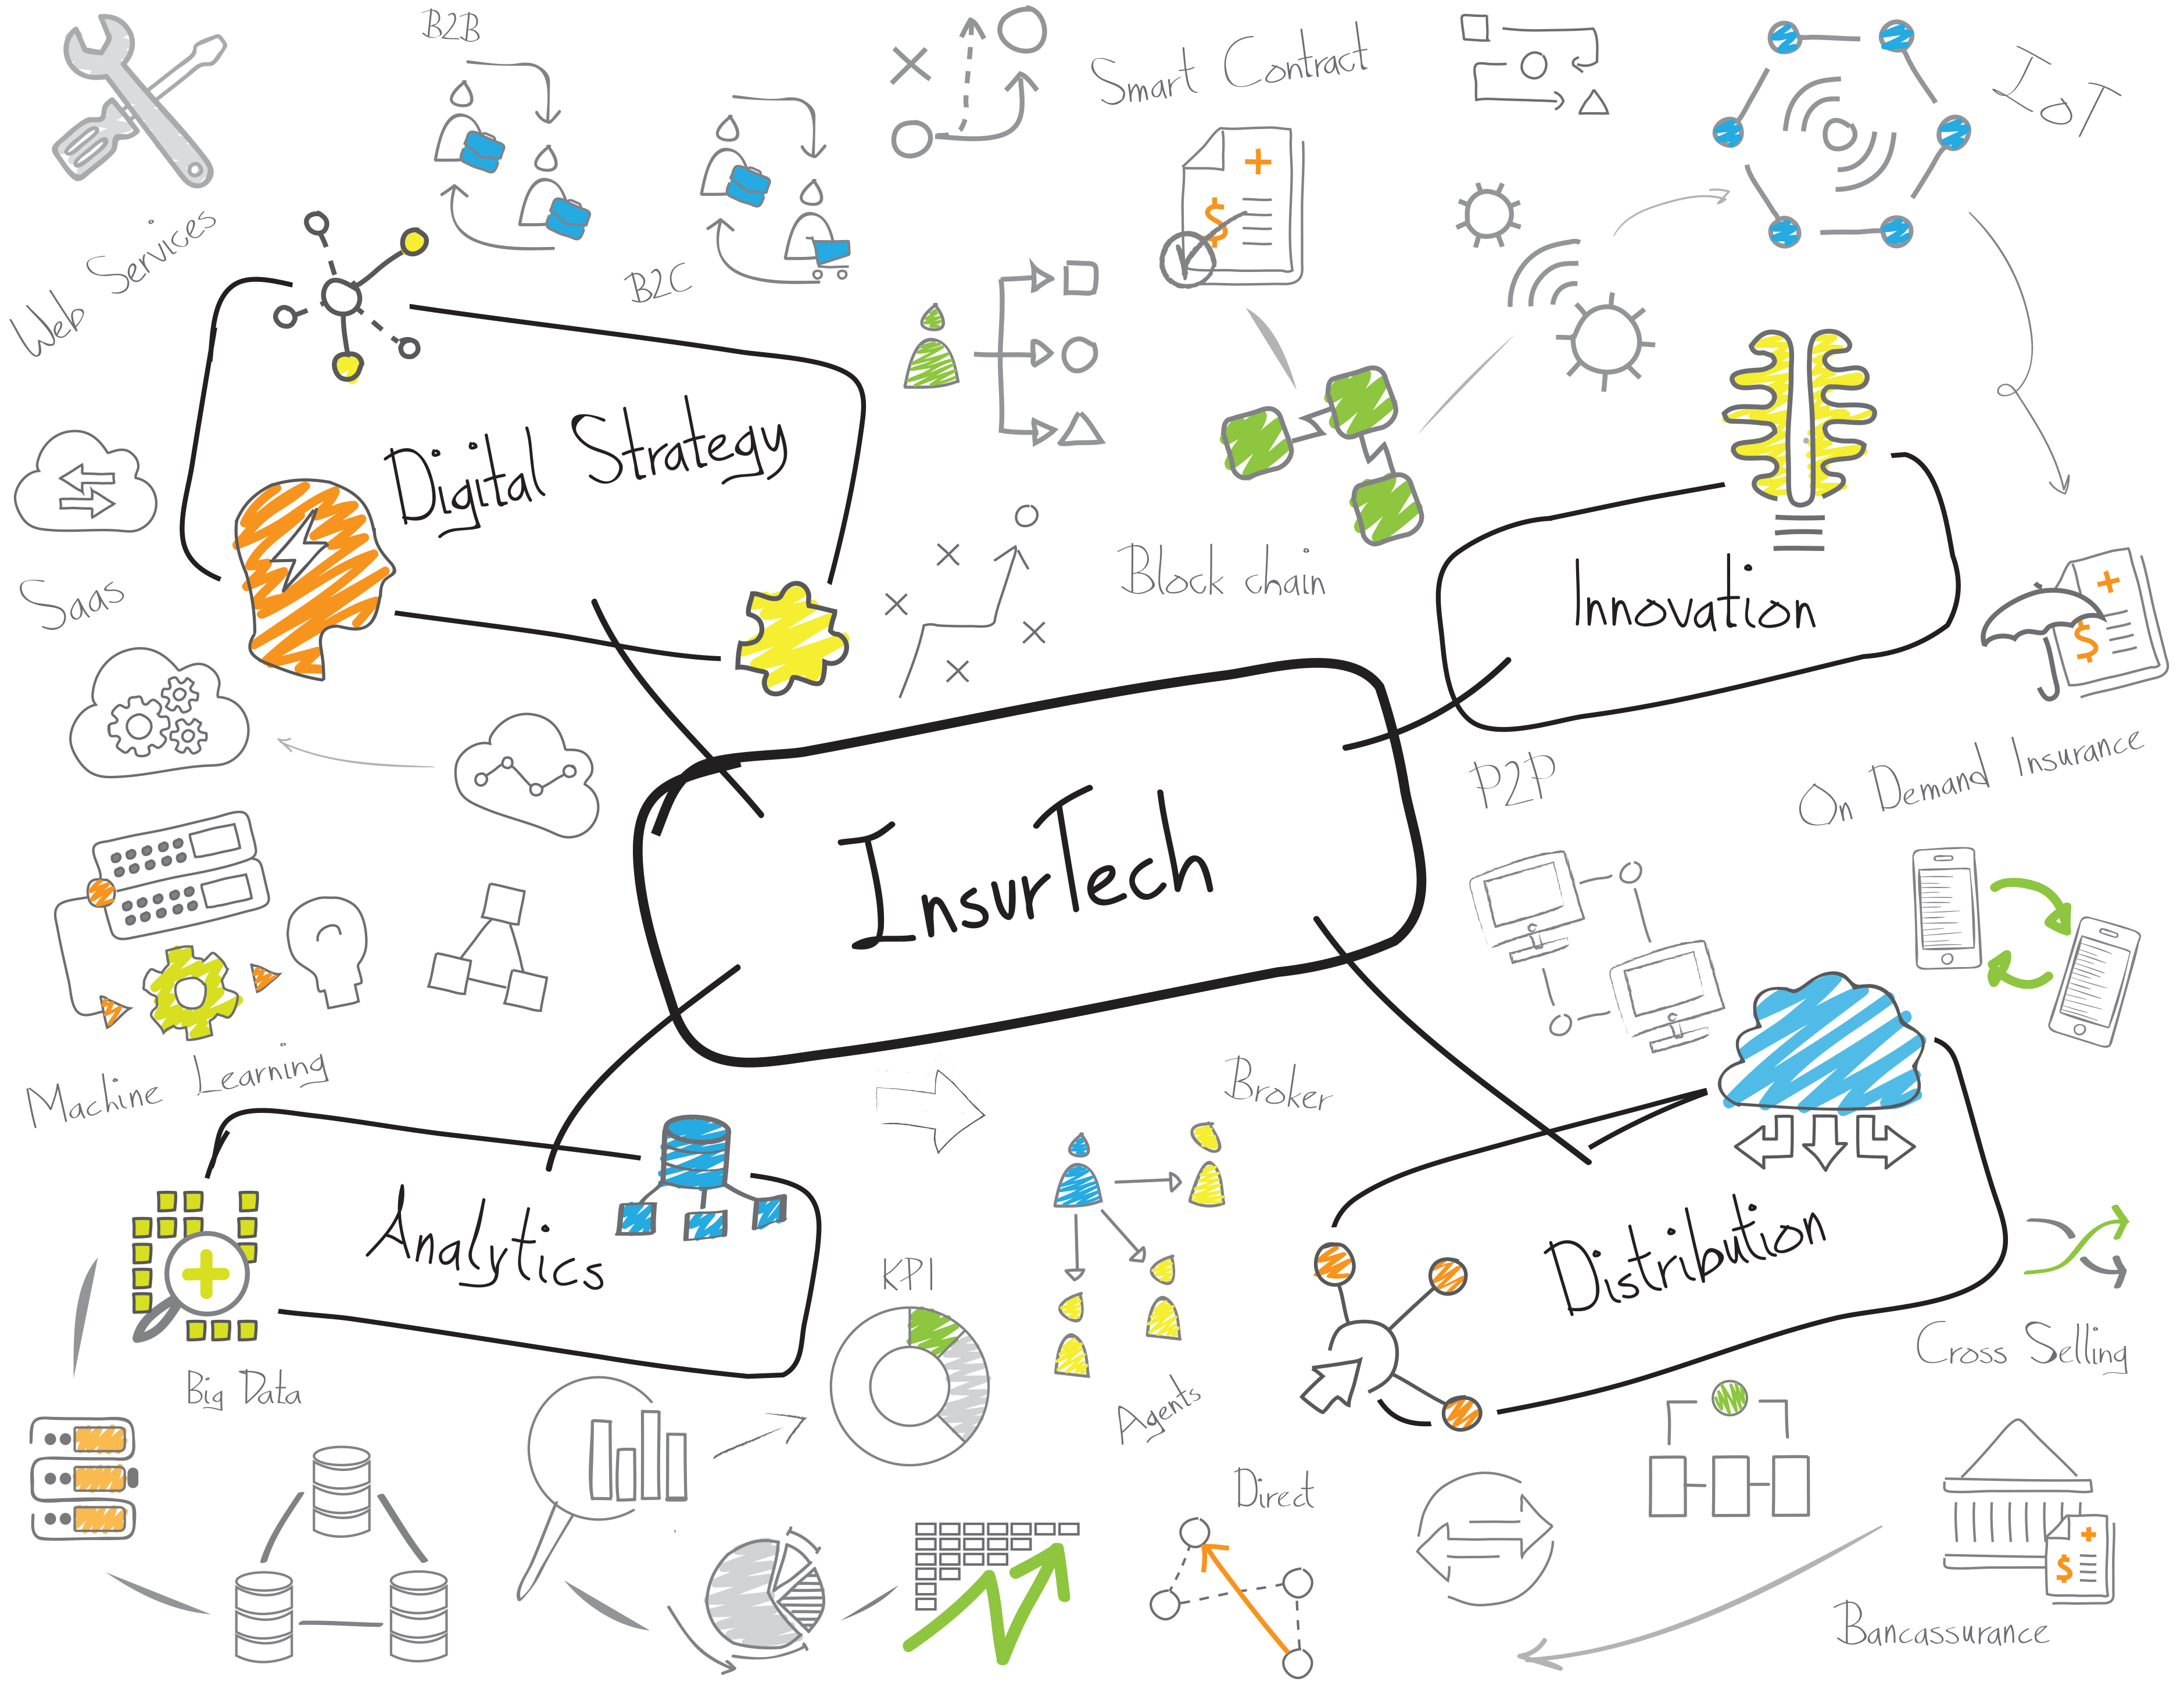 B2B
Smart Contract
IoT
Web Services
B2C
Digital Strategy
SaaS
Block chain
Innovation
InsurTech
P2P
On Demand Insurance
Machine Learning
Broker
Analytics
Distribution
KPI
Big Data
Agents
Cross Selling
Direct
Bancassurance
$
$
$